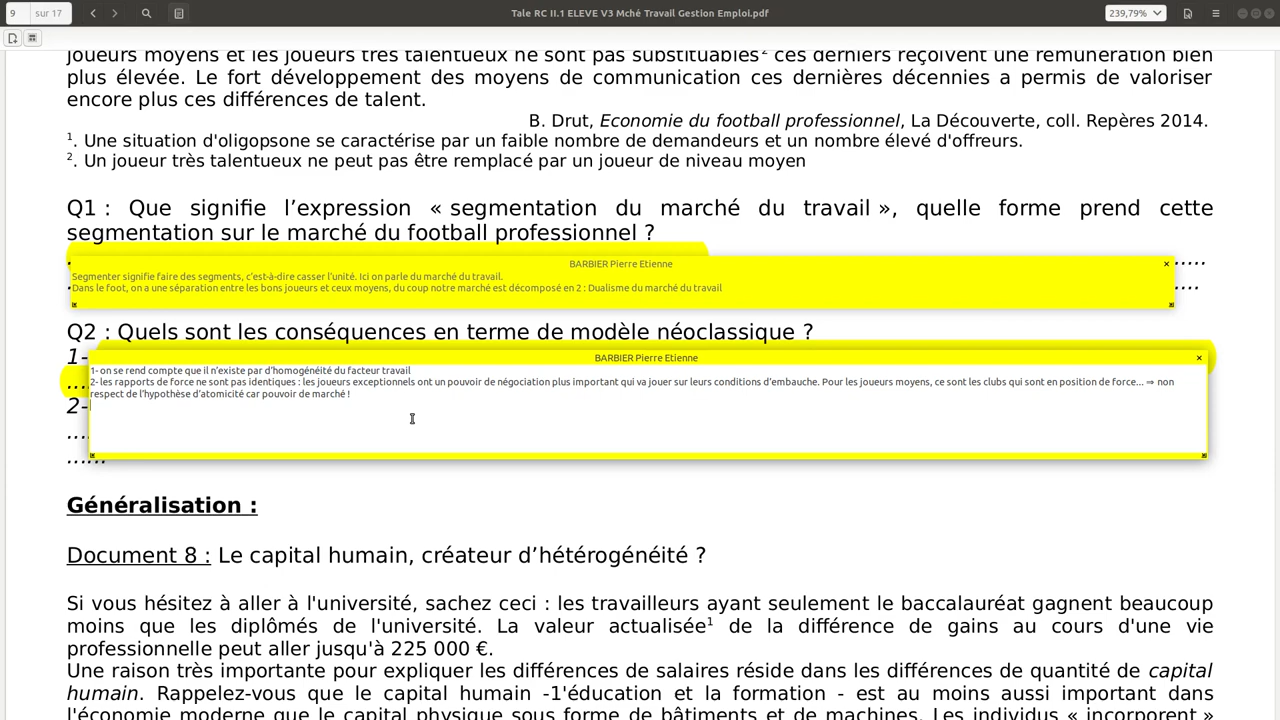 9 sur 17
Tale RC II.1 ELEVE V3 Mché Travail Gestion Emploi.pdf
239,79%
joueurs moyens et les joueurs très talentueux ne sont pas substituables² ces derniers reçoivent une rémunération bien
plus élevée. Le fort développement des moyens de communication ces dernières décennies a permis de valoriser
encore plus ces différences de talent.
B. Drut, Economie du football professionnel, La Découverte, coll. Repères 2014.
¹. Une situation d'oligopsone se caractérise par un faible nombre de demandeurs et un nombre élevé d'offreurs.
². Un joueur très talentueux ne peut pas être remplacé par un joueur de niveau moyen
Q1 : Que signifie l’expression « segmentation du marché du travail », quelle forme prend cette
segmentation sur le marché du football professionnel ?
BARBIER Pierre Etienne
Segmenter signifie faire des segments, c’est-à-dire casser l’unité. Ici on parle du marché du travail.
Dans le foot, on a une séparation entre les bons joueurs et ceux moyens, du coup notre marché est décomposé en 2 : Dualisme du marché du travail
Q2 : Quels sont les conséquences en terme de modèle néoclassique ?
1-
BARBIER Pierre Etienne
1- on se rend compte que il n’existe par d’homogénéité du facteur travail
2- les rapports de force ne sont pas identiques : les joueurs exceptionnels ont un pouvoir de négociation plus important qui va jouer sur leurs conditions d’embauche. Pour les joueurs moyens, ce sont les clubs qui sont en position de force... ⇒ non
respect de l’hypothèse d’atomicité car pouvoir de marché !
2-
Généralisation :
Document 8 : Le capital humain, créateur d’hétérogénéité ?
Si vous hésitez à aller à l'université, sachez ceci : les travailleurs ayant seulement le baccalauréat gagnent beaucoup
moins que les diplômés de l'université. La valeur actualisée¹ de la différence de gains au cours d'une vie
professionnelle peut aller jusqu'à 225 000 €.
Une raison très importante pour expliquer les différences de salaires réside dans les différences de quantité de capital
humain. Rappelez-vous que le capital humain -1'éducation et la formation - est au moins aussi important dans
l'économie moderne que le capital physique sous forme de bâtiments et de machines. Les individus « incorporent »